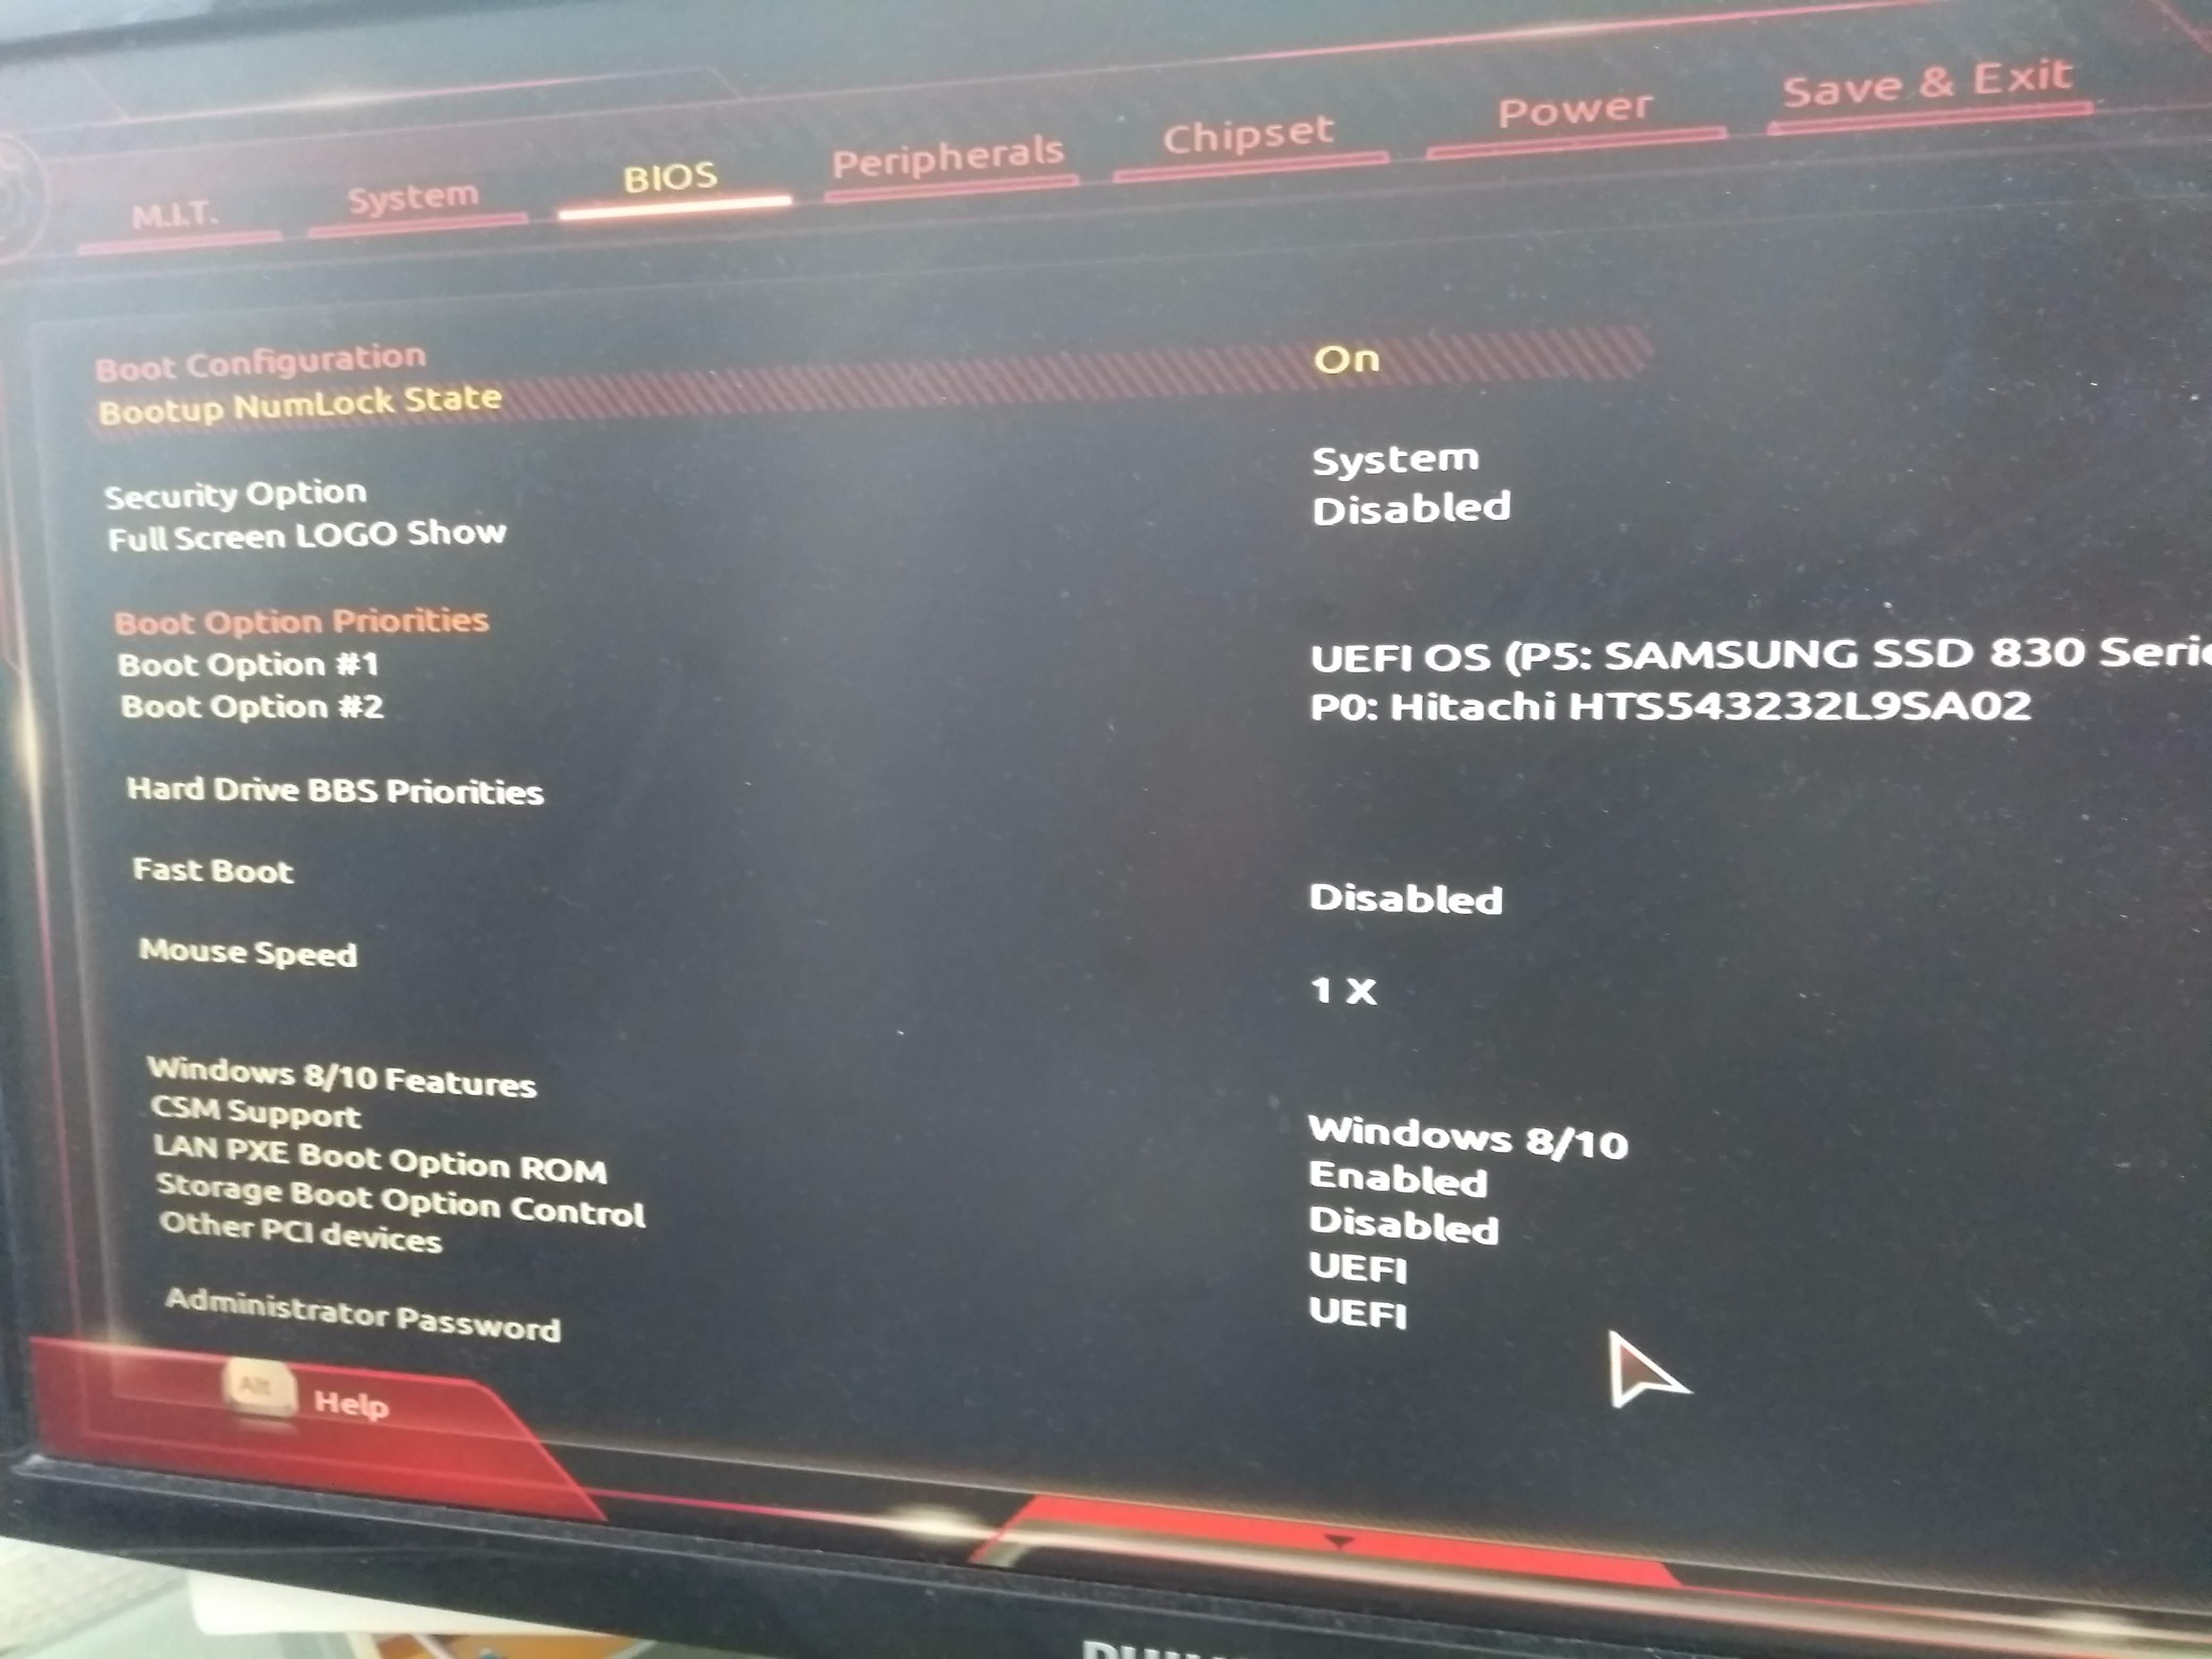 M.I.T. System BIOS Peripherals Chipset Power Save & Exit
Boot Configuration
Bootup NumLock State On
Security Option System
Full Screen LOGO Show Disabled
Boot Option Priorities
Boot Option #1 UEFI OS (P5: SAMSUNG SSD 830 Serie
Boot Option #2 P0: Hitachi HTS543232L9SA02
Hard Drive BBS Priorities
Fast Boot Disabled
Mouse Speed 1 X
Windows 8/10 Features Windows 8/10
CSM Support Enabled
LAN PXE Boot Option ROM Disabled
Storage Boot Option Control UEFI
Other PCI devices UEFI
Administrator Password
Alt Help